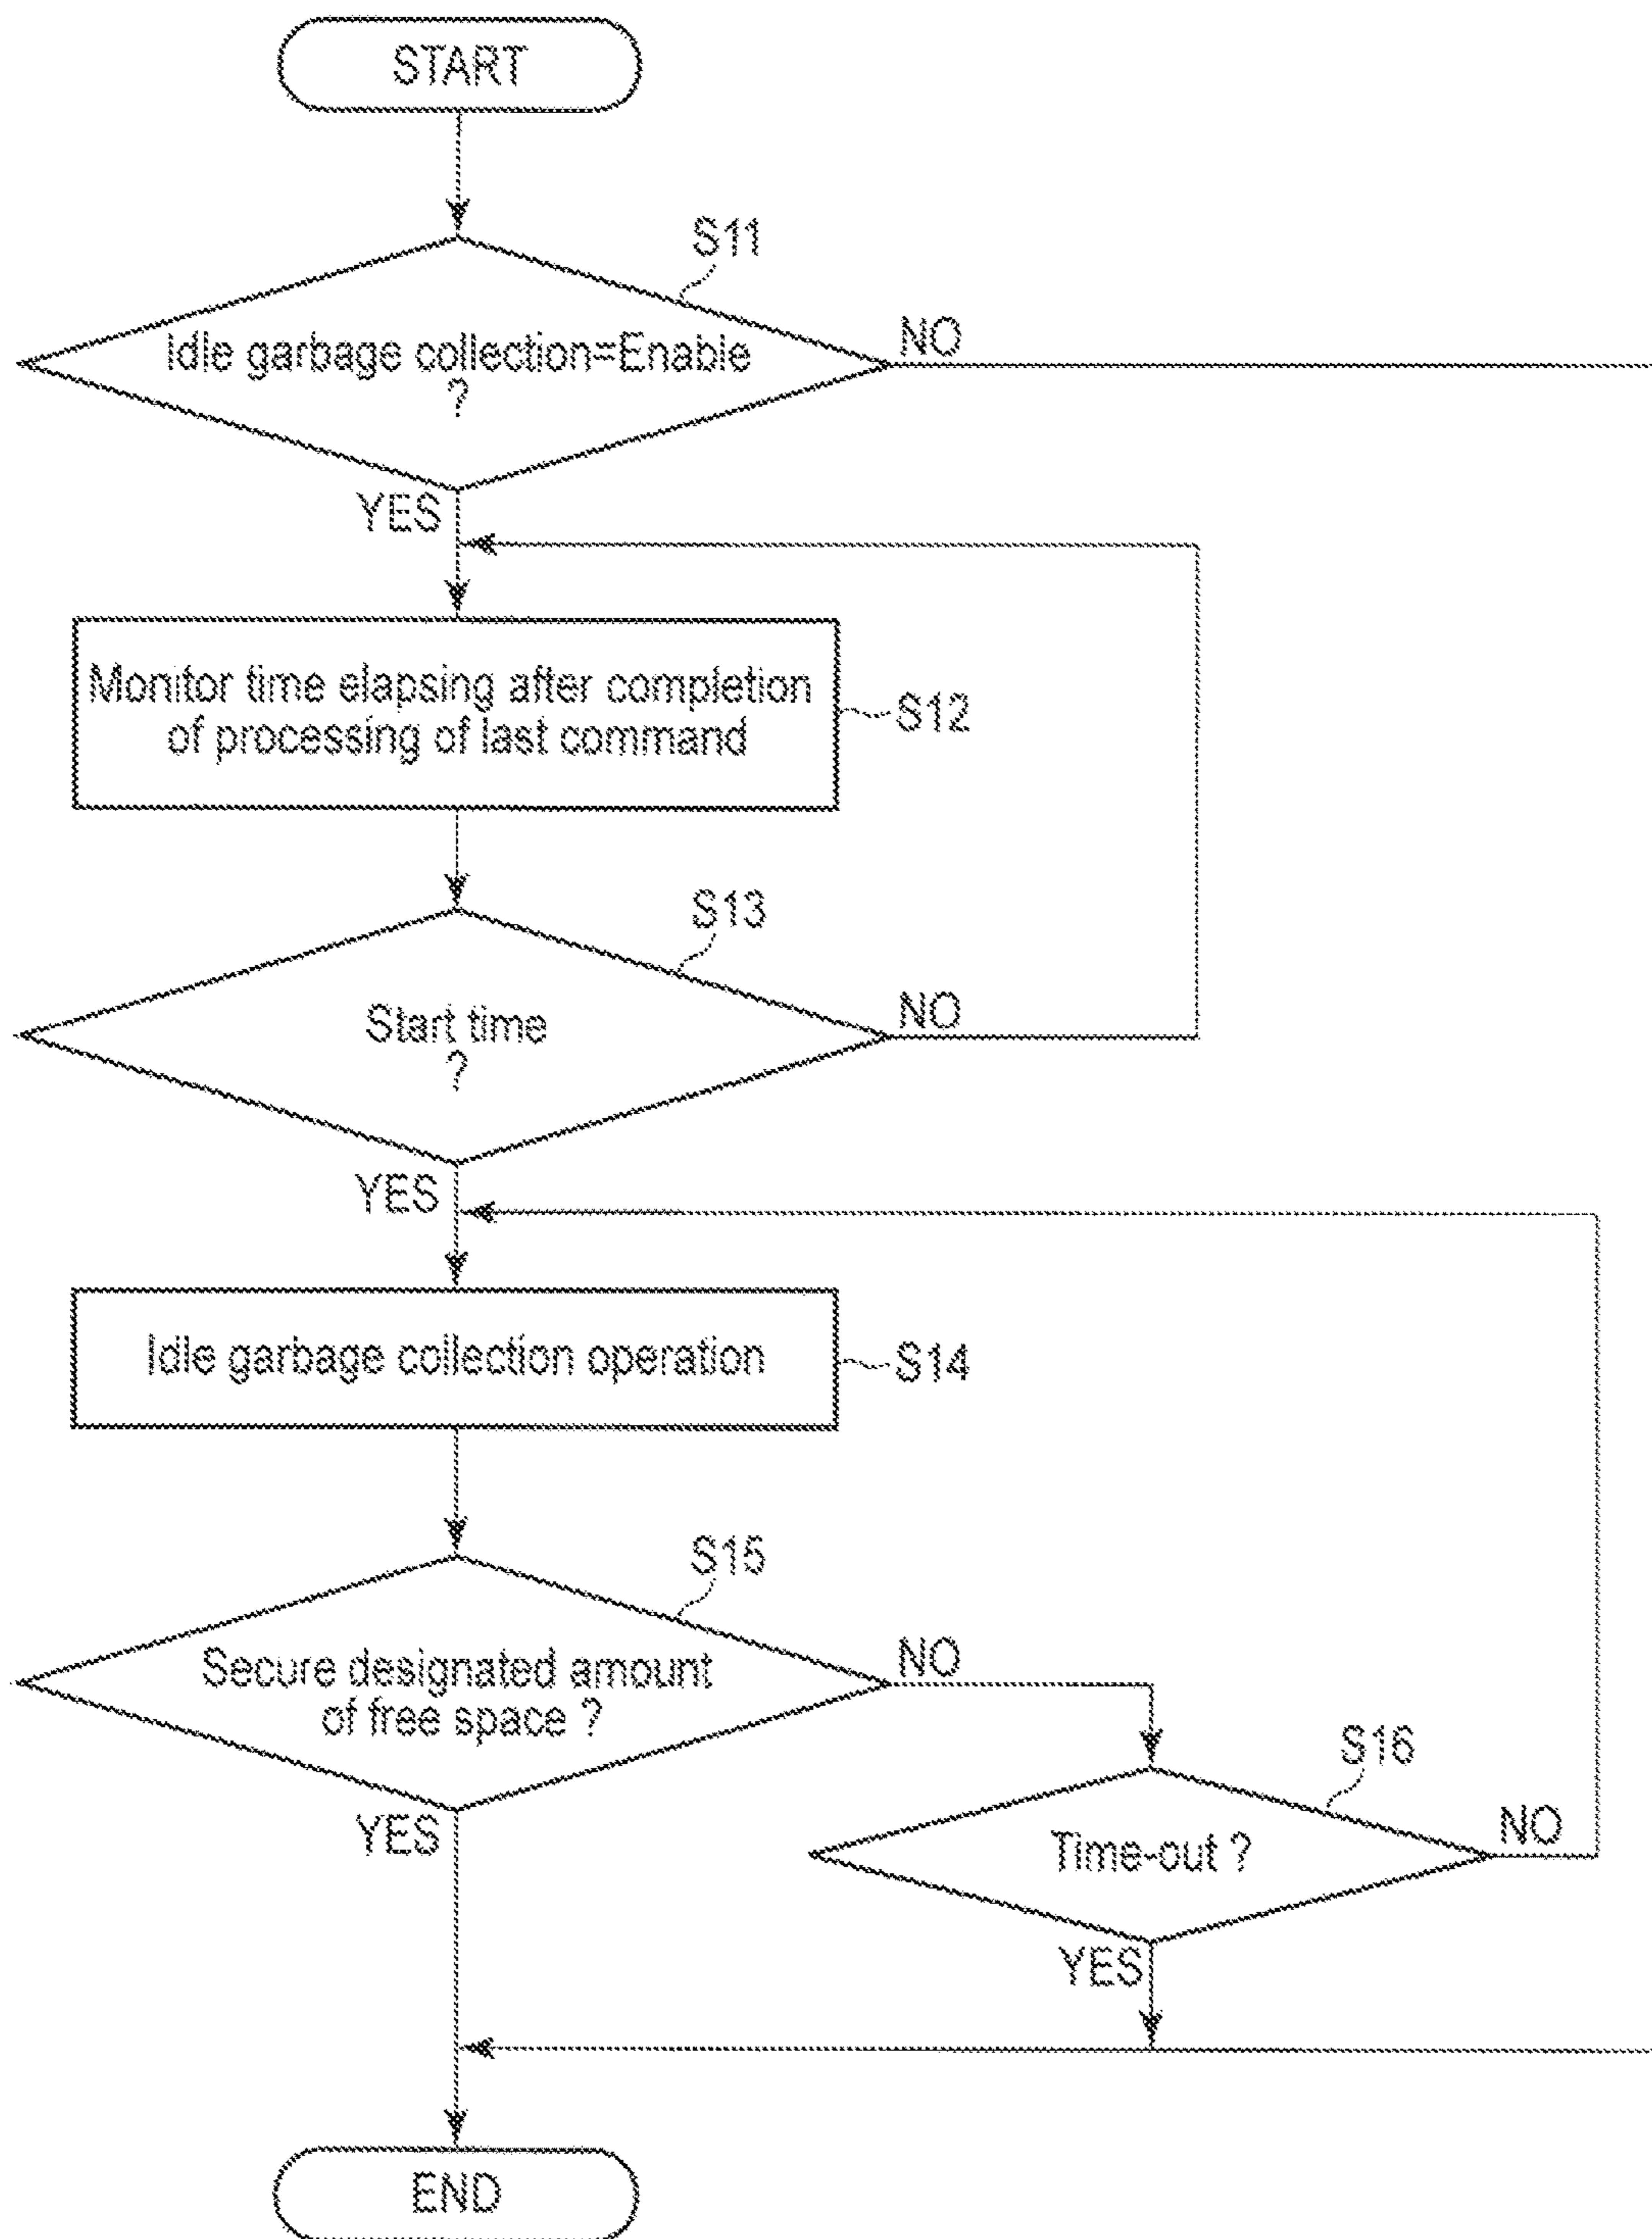 START
S11
Idle garbage collection=Enable
?
NO
YES
Monitor time elapsing after completion
of processing of last command
S12
S13
Start time
?
NO
YES
Idle garbage collection operation
S14
S15
Secure designated amount
of free space ?
NO
YES
S16
Time-out ?
NO
YES
END